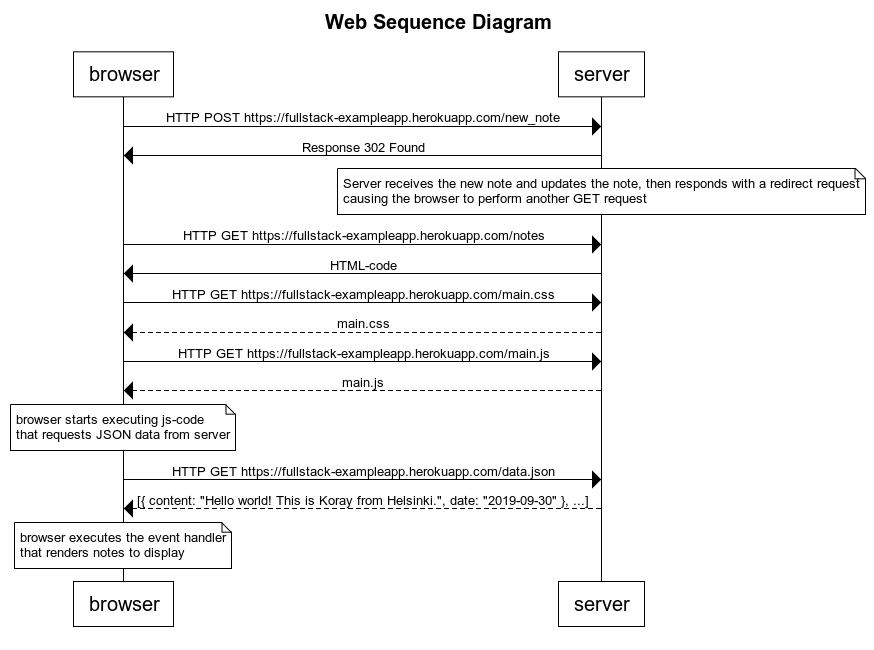 Web Sequence Diagram
browser
server
HTTP POST https://fullstack-exampleapp.herokuapp.com/new_note
Response 302 Found
Server receives the new note and updates the note, then responds with a redirect request
causing the browser to perform another GET request
HTTP GET https://fullstack-exampleapp.herokuapp.com/notes
HTML-code
HTTP GET https://fullstack-exampleapp.herokuapp.com/main.css
main.css
HTTP GET https://fullstack-exampleapp.herokuapp.com/main.js
main.js
browser starts executing js-code
that requests JSON data from server
HTTP GET https://fullstack-exampleapp.herokuapp.com/data.json
[{ content: "Hello world! This is Koray from Helsinki.", date: "2019-09-30" }, ...]
browser executes the event handler
that renders notes to display
browser
server